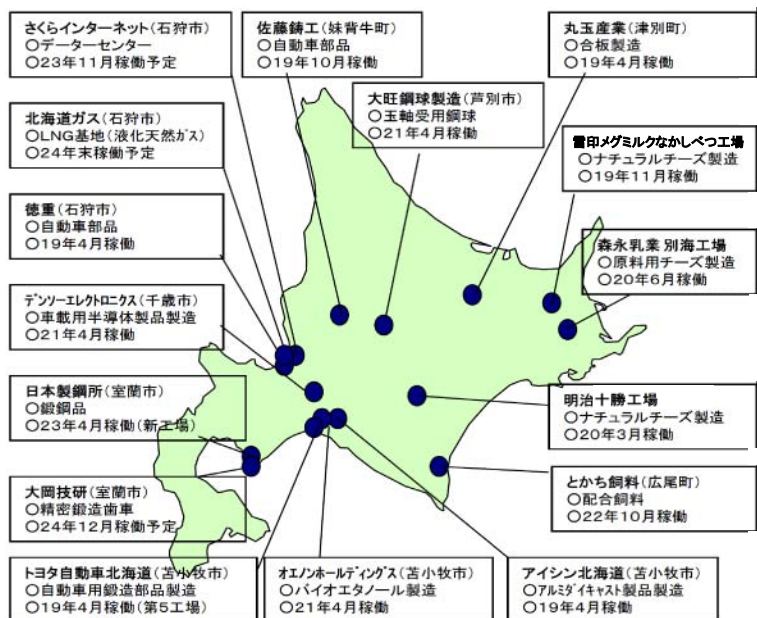 さくらインターネット(石狩市)
○データーセンター
○23年11月稼働予定
佐藤鋳工(妹背牛町)
○自動車部品
○19年10月稼働
丸玉産業(津別町)
○合板製造
○19年4月稼働
大旺鋼球製造(芦別市)
○玉軸受用鋼球
○21年4月稼働
北海道ガス(石狩市)
○LNG基地(液化天然ガス)
○24年末稼働予定
雪印メグミルクなかしべつ工場
○ナチュラルチーズ製造
○19年11月稼働
徳重(石狩市)
○自動車部品
○19年4月稼働
森永乳業 別海工場
○原料用チーズ製造
○20年6月稼働
デンソーエレクトロニクス(千歳市)
○車載用半導体製品製造
○21年4月稼働
日本製鋼所(室蘭市)
○鍛鋼品
○23年4月稼働(新工場)
明治十勝工場
○ナチュラルチーズ製造
○20年3月稼働
大岡技研(室蘭市)
○精密鍛造歯車
○24年12月稼働予定
とかち飼料(広尾町)
○配合飼料
○22年10月稼働
トヨタ自動車北海道(苫小牧市)
○自動車用鍛造部品製造
○19年4月稼働(第5工場)
オエノンホールディングス(苫小牧市)
○バイオエタノール製造
○21年4月稼働
アイシン北海道(苫小牧市)
○アルミダイキャスト製品製造
○19年4月稼働